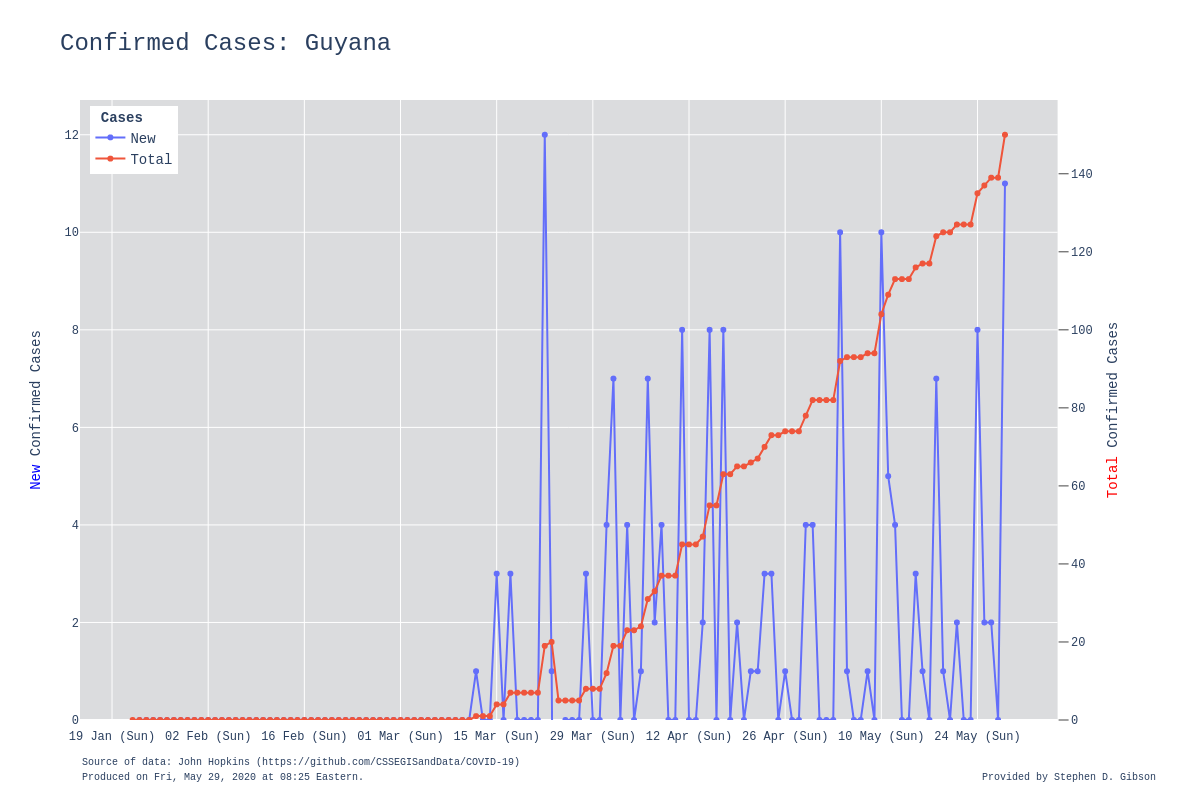 Confirmed Cases: Guyana
Cases
New
Total
12
10
8
6
4
2
0
New Confirmed Cases
140
120
100
80
60
40
20
0
Total Confirmed Cases
19 Jan (Sun) 02 Feb (Sun) 16 Feb (Sun) 01 Mar (Sun) 15 Mar (Sun) 29 Mar (Sun) 12 Apr (Sun) 26 Apr (Sun) 10 May (Sun) 24 May (Sun)
Source of data: John Hopkins (https://github.com/CSSEGISandData/COVID-19)
Produced on Fri, May 29, 2020 at 08:25 Eastern.
Provided by Stephen D. Gibson